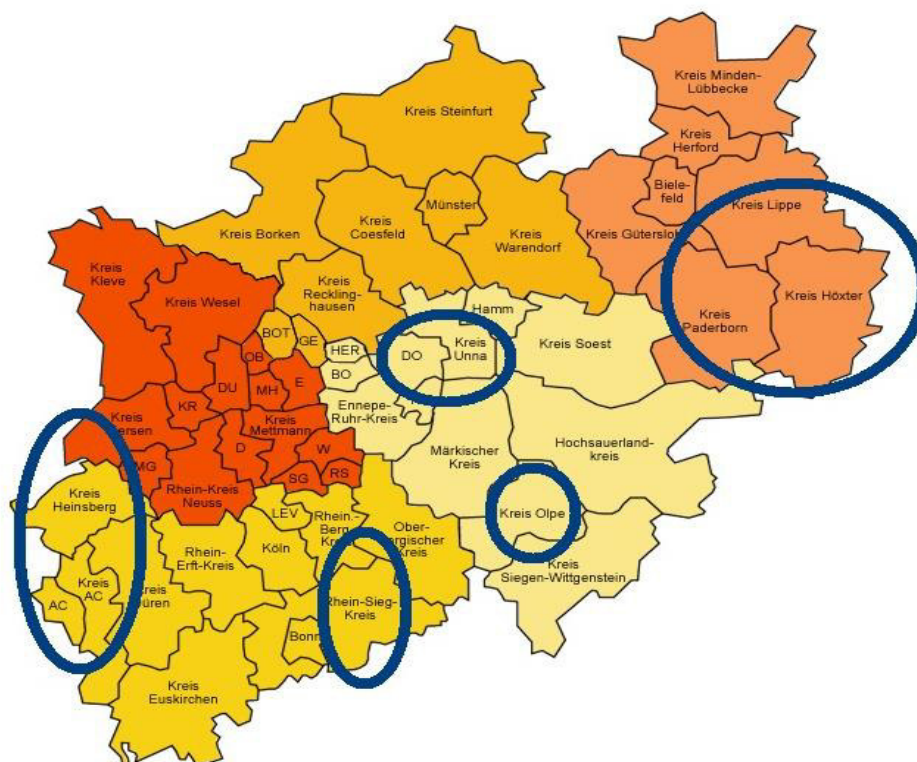 Kreis Minden-
Lübbecke
Kreis
Herford
Biele-
feld
Kreis Lippe
Kreis Steinfurt
Münster
Kreis
Coesfeld
Kreis Borken
Kreis
Warendorf
Kreis Gütersloh
Kreis Höxter
Kreis
Paderborn
Kreis
Kleve
Kreis Wesel
Kreis
Reckling-
hausen
Hamm
BOT
GE
HER
DO
Kreis
Unna
Kreis Soest
OB
BO
DU
MH
E
KR
Kreis
Mettmann
Ennepe-
Ruhr-Kreis
Kreis
D
W
Märkischer
Kreis
Hochsauerland-
kreis
MG
Rhein-Kreis
Neuss
SG
RS
Kreis
Heinsberg
LEV
Rhein.-
Berg.
Ober-
bergischer
Kreis
Kreis Olpe
Rhein-
Erft-Kreis
Köln
Kreis
Siegen-Wittgenstein
Kreis
AC
AC
Kreis
Düren
Rhein-Sieg-
Kreis
Bonn
Kreis
Euskirchen